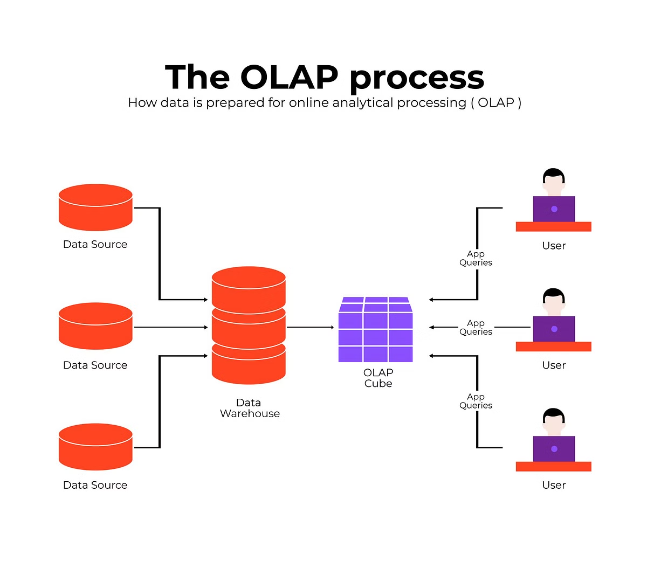 The OLAP process
How data is prepared for online analytical processing ( OLAP )
Data Source
App
Queries
User
Data Source
App
Queries
User
OLAP
Cube
Data
Warehouse
App
Queries
Data Source
User